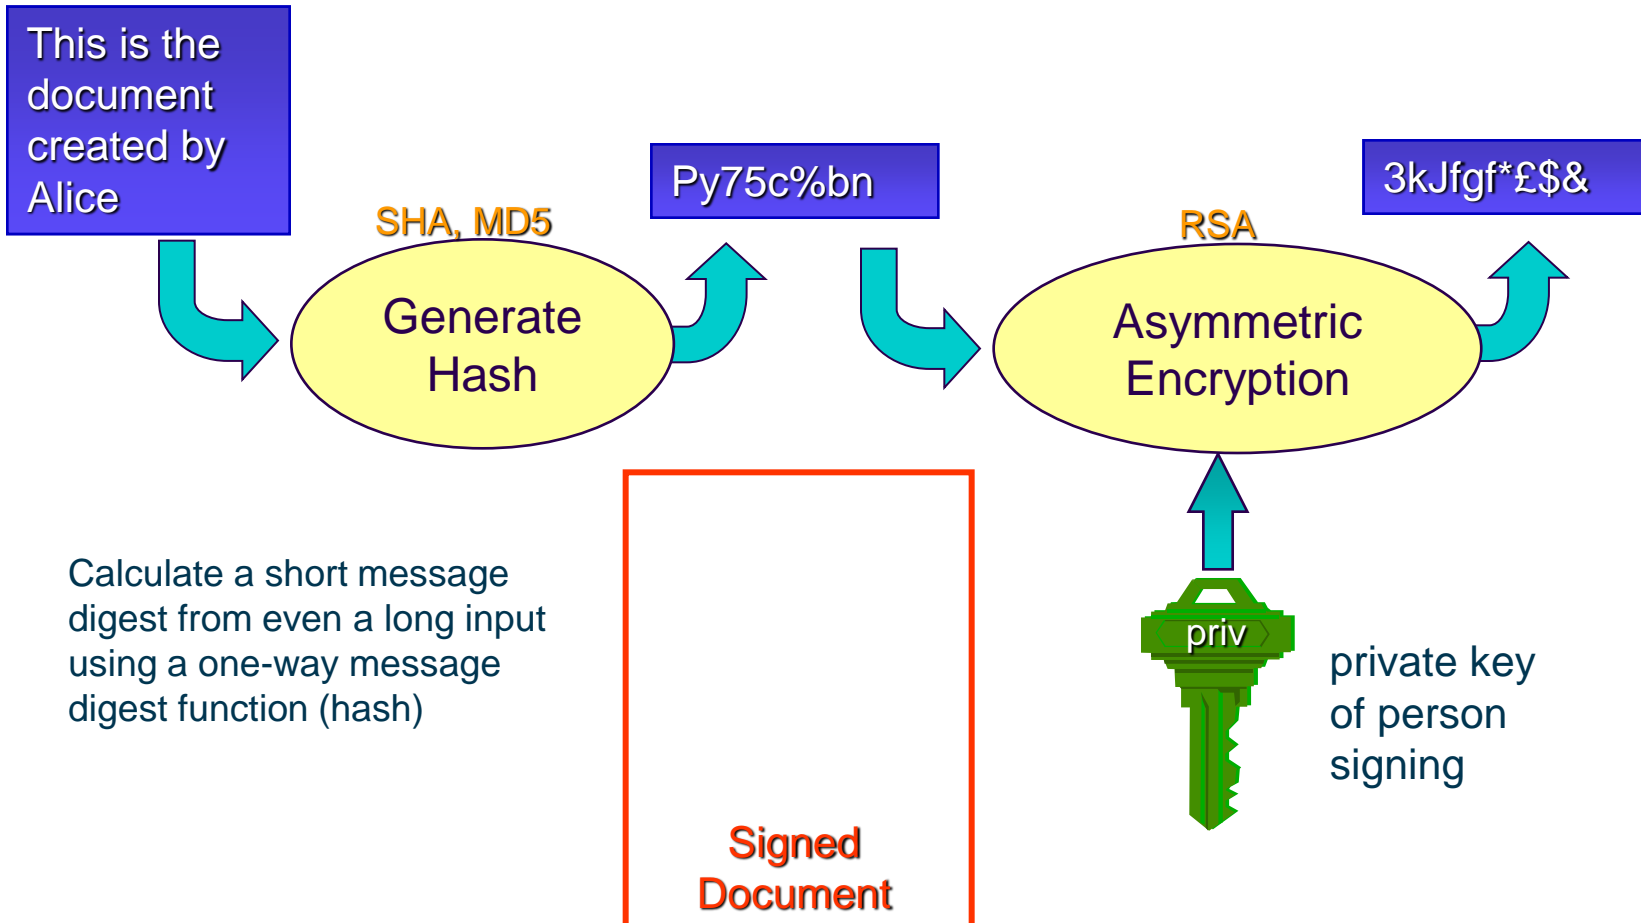 This is the
document
created by
Alice
SHA, MD5
Generate
Hash
Py75c%bn
RSA
Asymmetric
Encryption
3kJfgf*£$&
Calculate a short message
digest from even a long input
using a one-way message
digest function (hash)
priv
private key
of person
signing
Signed
Document